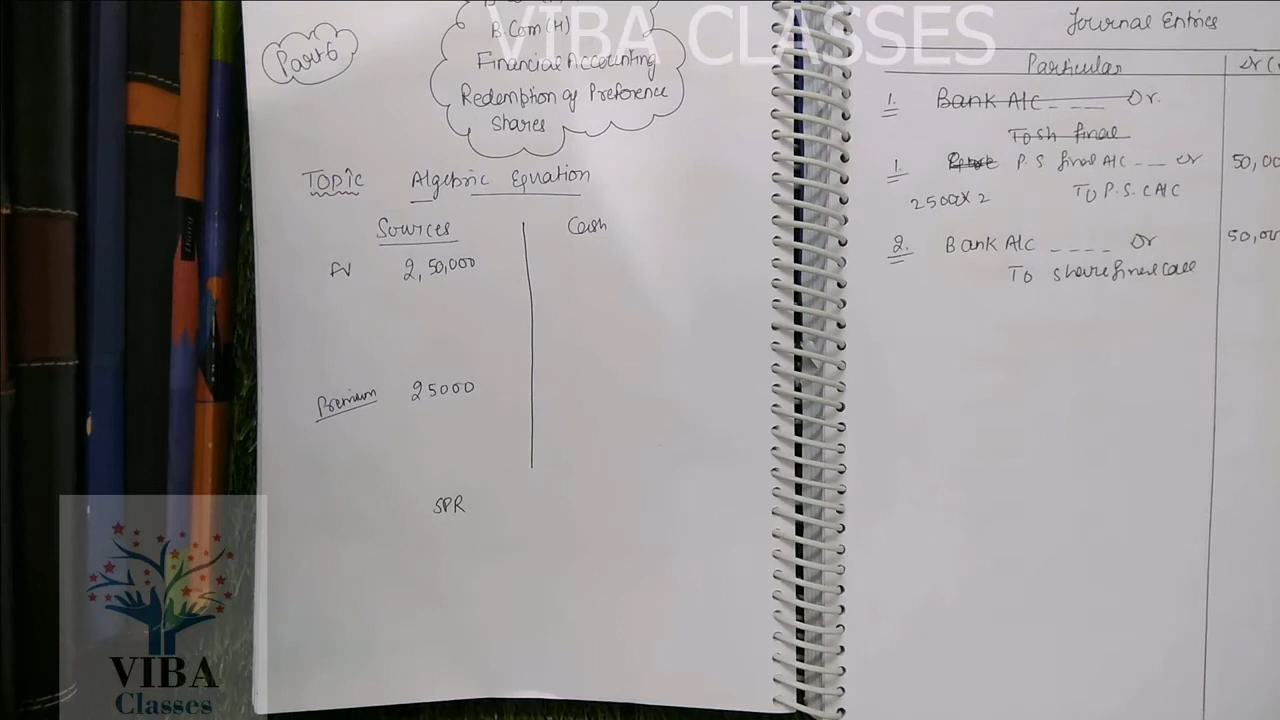 VIBA CLASSES
Part 6
B.Com (H)
Financial Accounting
Redemption of Preference
Shares
TOPIC Algebric Equation
Sources Cash
FV 2,50,000
Premium 25000
SPR
Journal Entries
Particular Dr (
1. Bank A/C - - - Dr.
To sh final
1. P.S final A/C - - Dr 50,00
2500 x 2 To P.S.C A/C
2. Bank A/C - - - - Dr 50,00
To share final call
Diary
VIBA
Classes